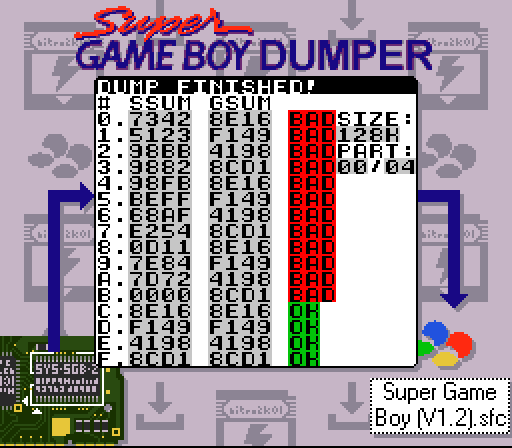 Super
GAME BOY DUMPER
DUMP FINISHED!
# SSUM GSUM
0.7342 8E16 BAD SIZE:
1.5123 F149 BAD 128H
2.98BB 4198 BAD PART:
3.9882 8CD1 BAD 00/04
4.98FB 8E16 BAD
5.8EFF F149 BAD
6.B8AF 4198 BAD
7.E254 8CD1 BAD
8.0D11 8E16 BAD
9.7E84 F149 BAD
A.7D72 4198 BAD
B.0000 8CD1 BAD
C.8E16 8E16 OK
D.F149 F149 OK
E.4198 4198 OK
F.8CD1 8CD1 OK
SYS-SGB-2
Super Game
Boy (V1.2).sfc